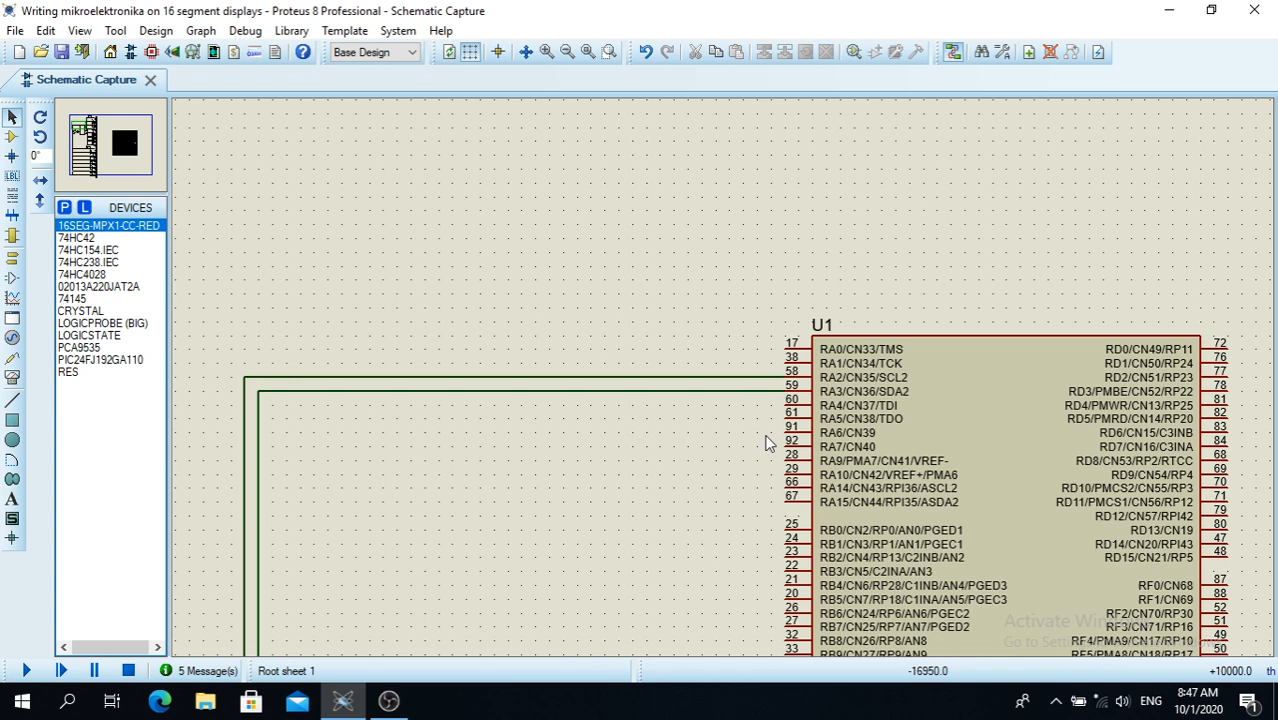 Writing mikroelektronika on 16 segment displays - Proteus 8 Professional - Schematic Capture
File Edit View Tool Design Graph Debug Library Template System Help
Base Design
Schematic Capture
0°
LBL
P L DEVICES
16SEG-MPX1-CC-RED
74HC42
74HC154.IEC
74HC238.IEC
74HC4028
02013A220JAT2A
74145
CRYSTAL
LOGICPROBE (BIG)
LOGICSTATE
PCA9535
PIC24FJ192GA110
RES
A
S
U1
17 RA0/CN33/TMS RD0/CN49/RP11 72
38 RA1/CN34/TCK RD1/CN50/RP24 76
58 RA2/CN35/SCL2 RD2/CN51/RP23 77
59 RA3/CN36/SDA2 RD3/PMBE/CN52/RP22 78
60 RA4/CN37/TDI RD4/PMWR/CN13/RP25 81
61 RA5/CN38/TDO RD5/PMRD/CN14/RP20 82
91 RA6/CN39 RD6/CN15/C3INB 83
92 RA7/CN40 RD7/CN16/C3INA 84
28 RA9/PMA7/CN41/VREF- RD8/CN53/RP2/RTCC 68
29 RA10/CN42/VREF+/PMA6 RD9/CN54/RP4 69
66 RA14/CN43/RPI36/ASCL2 RD10/PMCS2/CN55/RP3 70
67 RA15/CN44/RPI35/ASDA2 RD11/PMCS1/CN56/RP12 71
RD12/CN57/RPI42 79
25 RB0/CN2/RP0/AN0/PGED1 RD13/CN19 80
24 RB1/CN3/RP1/AN1/PGEC1 RD14/CN20/RPI43 47
23 RB2/CN4/RP13/C2INB/AN2 RD15/CN21/RP5 48
22 RB3/CN5/C2INA/AN3
21 RB4/CN6/RP28/C1INB/AN4/PGED3 RF0/CN68 87
20 RB5/CN7/RP18/C1INA/AN5/PGEC3 RF1/CN69 88
26 RB6/CN24/RP6/AN6/PGEC2 RF2/CN70/RP30 52
27 RB7/CN25/RP7/AN7/PGED2 RF3/CN71/RP16 51
32 RB8/CN26/RP8/AN8 RF4/PMA9/CN17/RP10 49
33 RB9/CN27/RP9/AN9 RF5/PMA8/CN18/RP17 50
5 Message(s) Root sheet 1 -16950.0 +10000.0 th
ENG
8:47 AM
10/1/2020
1